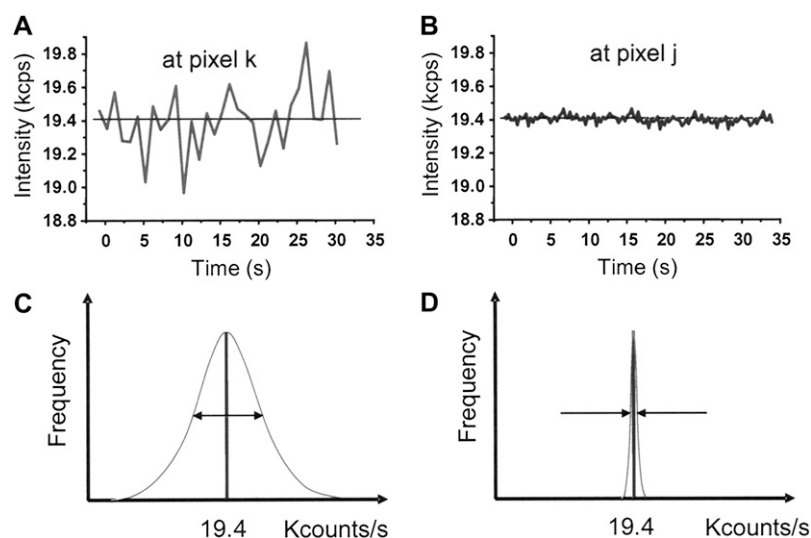 A
at pixel k
Intensity (kcps)
19.8
19.6
19.4
19.2
19.0
18.8
0 5 10 15 20 25 30 35
Time (s)
B
at pixel j
Intensity (kcps)
19.8
19.6
19.4
19.2
19.0
18.8
0 5 10 15 20 25 30 35
Time (s)
C
Frequency
19.4 Kcounts/s
D
Frequency
19.4 Kcounts/s